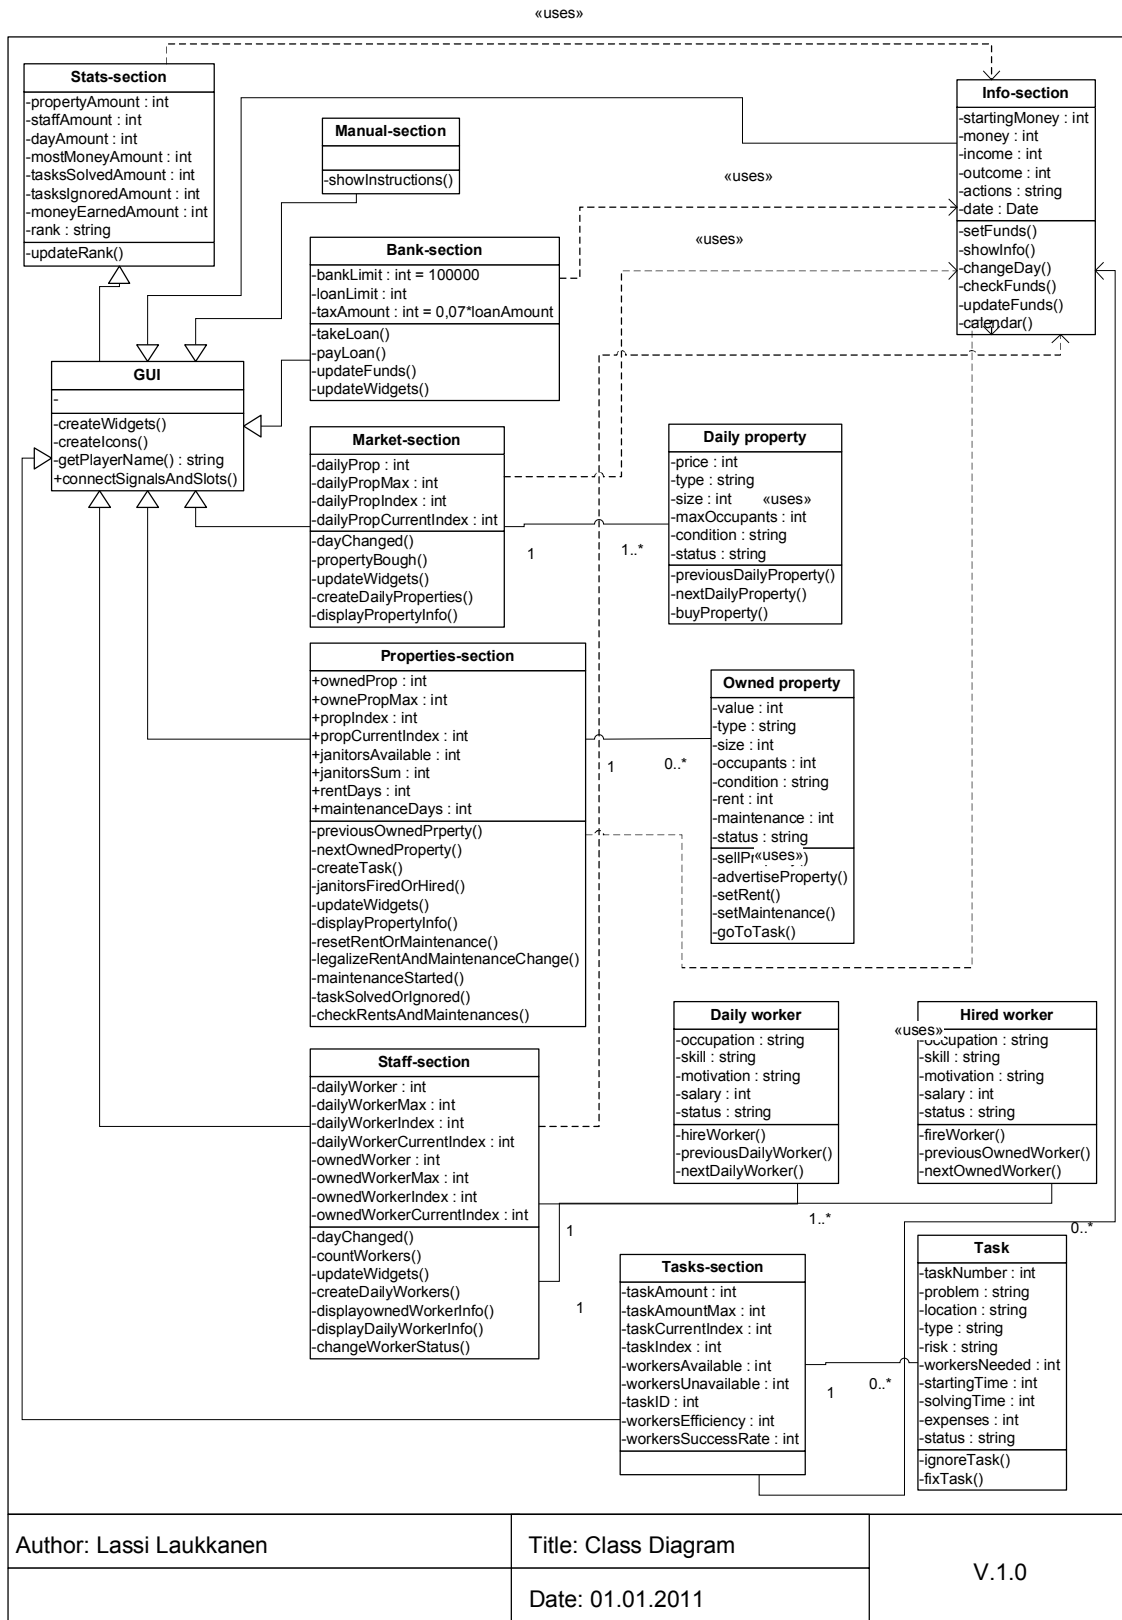 «uses»
Stats-section
-propertyAmount : int
-staffAmount : int
-dayAmount : int
-mostMoneyAmount : int
-tasksSolvedAmount : int
-tasksIgnoredAmount : int
-moneyEarnedAmount : int
-rank : string
-updateRank()
Manual-section
-showInstructions()
Info-section
-startingMoney : int
-money : int
-income : int
-outcome : int
-actions : string
-date : Date
-setFunds()
-showInfo()
-changeDay()
-checkFunds()
-updateFunds()
-calendar()
«uses»
«uses»
Bank-section
-bankLimit : int = 100000
-loanLimit : int
-taxAmount : int = 0,07*loanAmount
-takeLoan()
-payLoan()
-updateFunds()
-updateWidgets()
GUI
-
-createWidgets()
-createIcons()
-getPlayerName() : string
+connectSignalsAndSlots()
Market-section
-dailyProp : int
-dailyPropMax : int
-dailyPropIndex : int
-dailyPropCurrentIndex : int
-dayChanged()
-propertyBough()
-updateWidgets()
-createDailyProperties()
-displayPropertyInfo()
1
1..*
Daily property
-price : int
-type : string
-size : int
«uses»
-maxOccupants : int
-condition : string
-status : string
-previousDailyProperty()
-nextDailyProperty()
-buyProperty()
Properties-section
+ownedProp : int
+ownePropMax : int
+propIndex : int
+propCurrentIndex : int
+janitorsAvailable : int
+janitorsSum : int
+rentDays : int
+maintenanceDays : int
-previousOwnedPrperty()
-nextOwnedProperty()
-createTask()
-janitorsFiredOrHired()
-updateWidgets()
-displayPropertyInfo()
-resetRentOrMaintenance()
-legalizeRentAndMaintenanceChange()
-maintenanceStarted()
-taskSolvedOrIgnored()
-checkRentsAndMaintenances()
1
0..*
Owned property
-value : int
-type : string
-size : int
-occupants : int
-condition : string
-rent : int
-maintenance : int
-status : string
«uses»
-advertiseProperty()
-setRent()
-setMaintenance()
-goToTask()
Staff-section
-dailyWorker : int
-dailyWorkerMax : int
-dailyWorkerIndex : int
-dailyWorkerCurrentIndex : int
-ownedWorker : int
-ownedWorkerMax : int
-ownedWorkerIndex : int
-ownedWorkerCurrentIndex : int
-dayChanged()
-countWorkers()
-updateWidgets()
-createDailyWorkers()
-displayownedWorkerInfo()
-displayDailyWorkerInfo()
-changeWorkerStatus()
Daily worker
-occupation : string
-skill : string
-motivation : string
-salary : int
-status : string
-hireWorker()
-previousDailyWorker()
-nextDailyWorker()
Hired worker
«uses»
-occupation : string
-skill : string
-motivation : string
-salary : int
-status : string
-fireWorker()
-previousOwnedWorker()
-nextOwnedWorker()
1
1..*
0..*
1
Tasks-section
-taskAmount : int
-taskAmountMax : int
-taskCurrentIndex : int
-taskIndex : int
-workersAvailable : int
-workersUnavailable : int
-taskID : int
-workersEfficiency : int
-workersSuccessRate : int
1
0..*
Task
-taskNumber : int
-problem : string
-location : string
-type : string
-risk : string
-workersNeeded : int
-startingTime : int
-solvingTime : int
-expenses : int
-status : string
-ignoreTask()
-fixTask()
Author: Lassi Laukkanen
Title: Class Diagram
V.1.0
Date: 01.01.2011